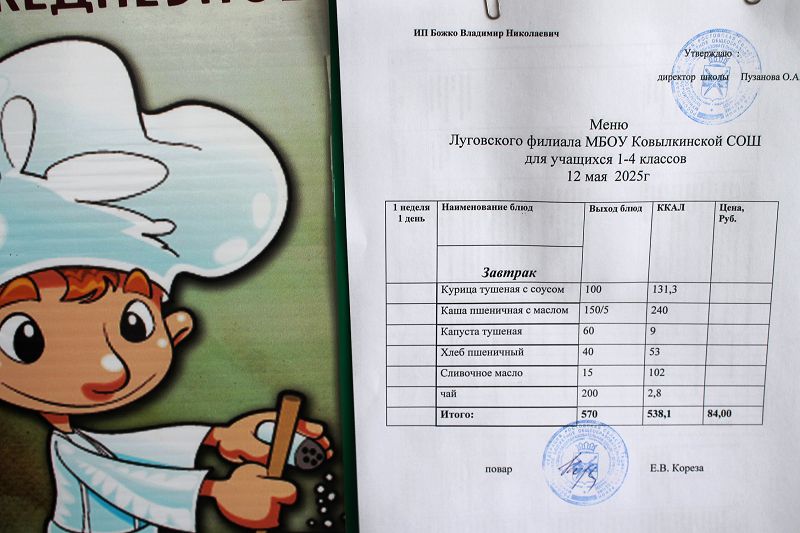 ИП Божко Владимир Николаевич
Утверждаю :
директор школы Пузанова О.А
Меню
Луговского филиала МБОУ Ковылкинской СОШ
для учащихся 1-4 классов
12 мая 2025г
1 неделя
1 день
Наименование блюд
Завтрак
Выход блюд
ККАЛ
Цена,
Руб.
Курица тушеная с соусом 100 131,3
Каша пшеничная с маслом 150/5 240
Капуста тушеная 60 9
Хлеб пшеничный 40 53
Сливочное масло 15 102
чай 200 2,8
Итого: 570 538,1 84,00
повар Е.В. Кореза